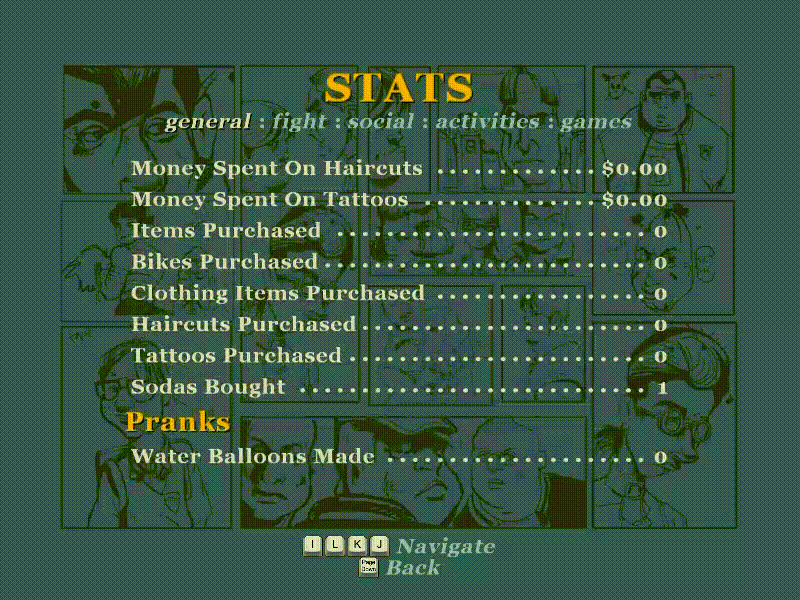 STATS
general : fight : social : activities : games
Money Spent On Haircuts . . . . . . . . . . . . . $0.00
Money Spent On Tattoos . . . . . . . . . . . . . . $0.00
Items Purchased . . . . . . . . . . . . . . . . . . . . . . . . . 0
Bikes Purchased . . . . . . . . . . . . . . . . . . . . . . . . . . 0
Clothing Items Purchased . . . . . . . . . . . . . . . . . 0
Haircuts Purchased . . . . . . . . . . . . . . . . . . . . . . . 0
Tattoos Purchased . . . . . . . . . . . . . . . . . . . . . . . . 0
Sodas Bought . . . . . . . . . . . . . . . . . . . . . . . . . . . . 1
Pranks
Water Balloons Made . . . . . . . . . . . . . . . . . . . . . 0
I L K J Navigate
Page Down Back